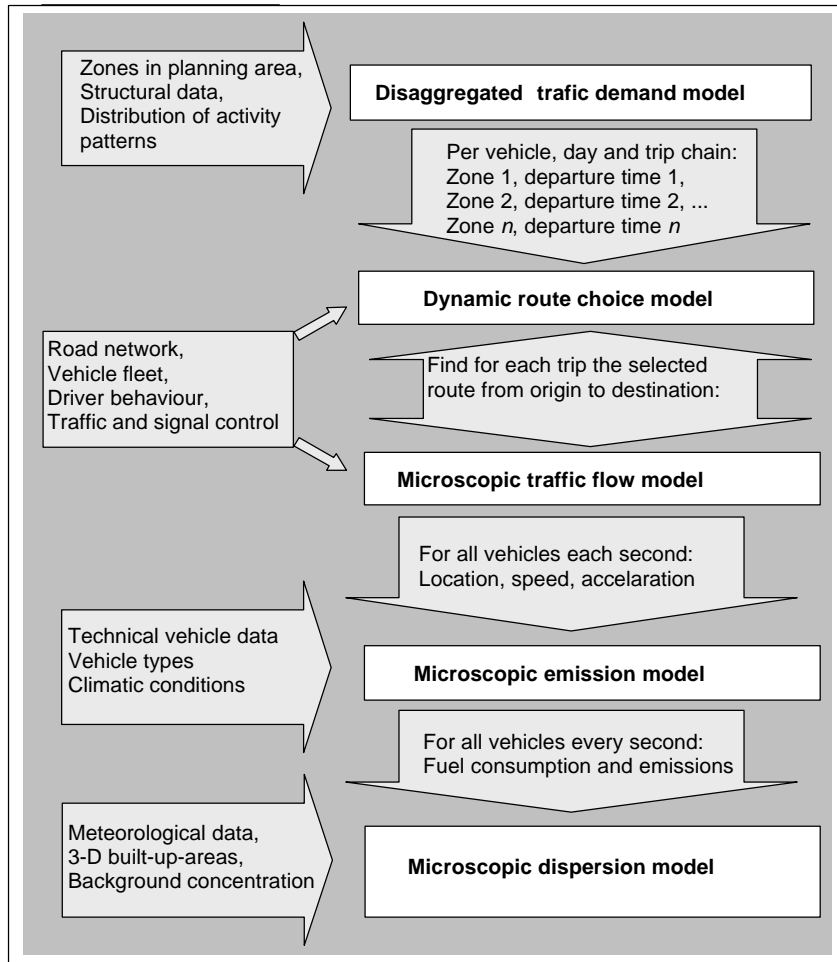 Zones in planning area,
Structural data,
Distribution of activity
patterns
Disaggregated trafic demand model
Per vehicle, day and trip chain:
Zone 1, departure time 1,
Zone 2, departure time 2, ...
Zone n, departure time n
Dynamic route choice model
Road network,
Vehicle fleet,
Driver behaviour,
Traffic and signal control
Find for each trip the selected
route from origin to destination:
Microscopic traffic flow model
For all vehicles each second:
Location, speed, accelaration
Technical vehicle data
Vehicle types
Climatic conditions
Microscopic emission model
For all vehicles every second:
Fuel consumption and emissions
Meteorological data,
3-D built-up-areas,
Background concentration
Microscopic dispersion model